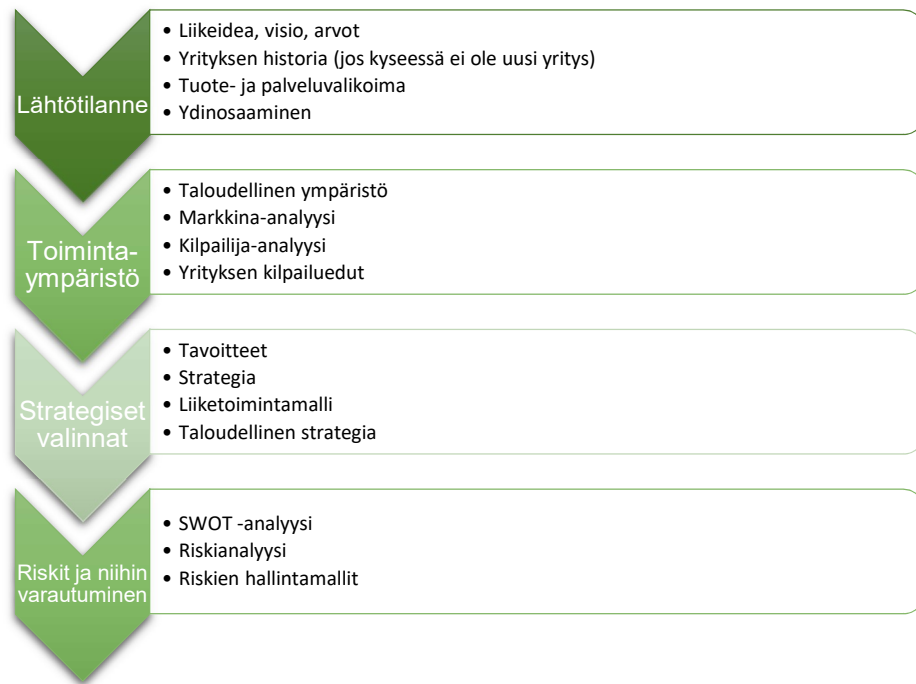 Lähtötilanne
• Liikeidea, visio, arvot
• Yrityksen historia (jos kyseessä ei ole uusi yritys)
• Tuote- ja palveluvalikoima
• Ydinosaaminen
Toiminta-
ympäristö
• Taloudellinen ympäristö
• Markkina-analyysi
• Kilpailija-analyysi
• Yrityksen kilpailuedut
Strategiset
valinnat
• Tavoitteet
• Strategia
• Liiketoimintamalli
• Taloudellinen strategia
Riskit ja niihin
varautuminen
• SWOT -analyysi
• Riskianalyysi
• Riskien hallintamallit